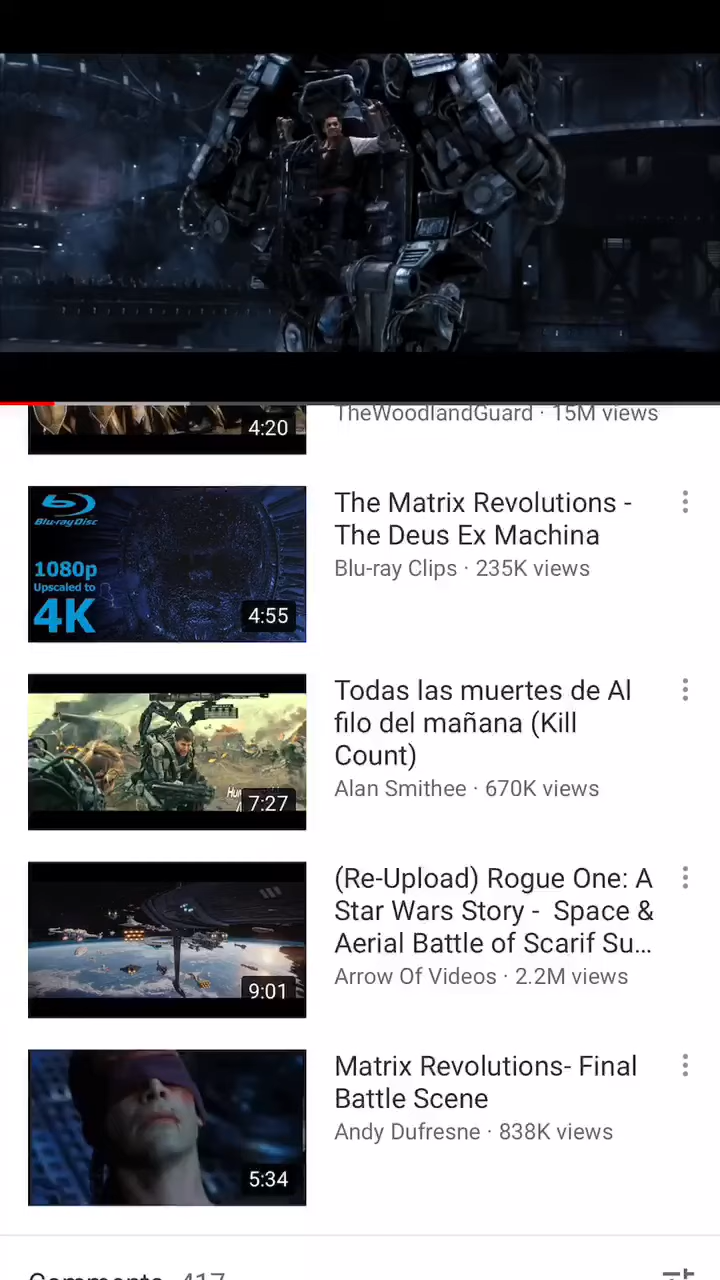 TheWoodlandGuard · 15M views
4:20
Blu-ray Disc
1080p
Upscaled to
4K
4:55
The Matrix Revolutions -
The Deus Ex Machina
Blu-ray Clips · 235K views
7:27
Todas las muertes de Al
filo del mañana (Kill
Count)
Alan Smithee · 670K views
9:01
(Re-Upload) Rogue One: A
Star Wars Story -  Space &
Aerial Battle of Scarif Su...
Arrow Of Videos · 2.2M views
5:34
Matrix Revolutions- Final
Battle Scene
Andy Dufresne · 838K views
Comments 417